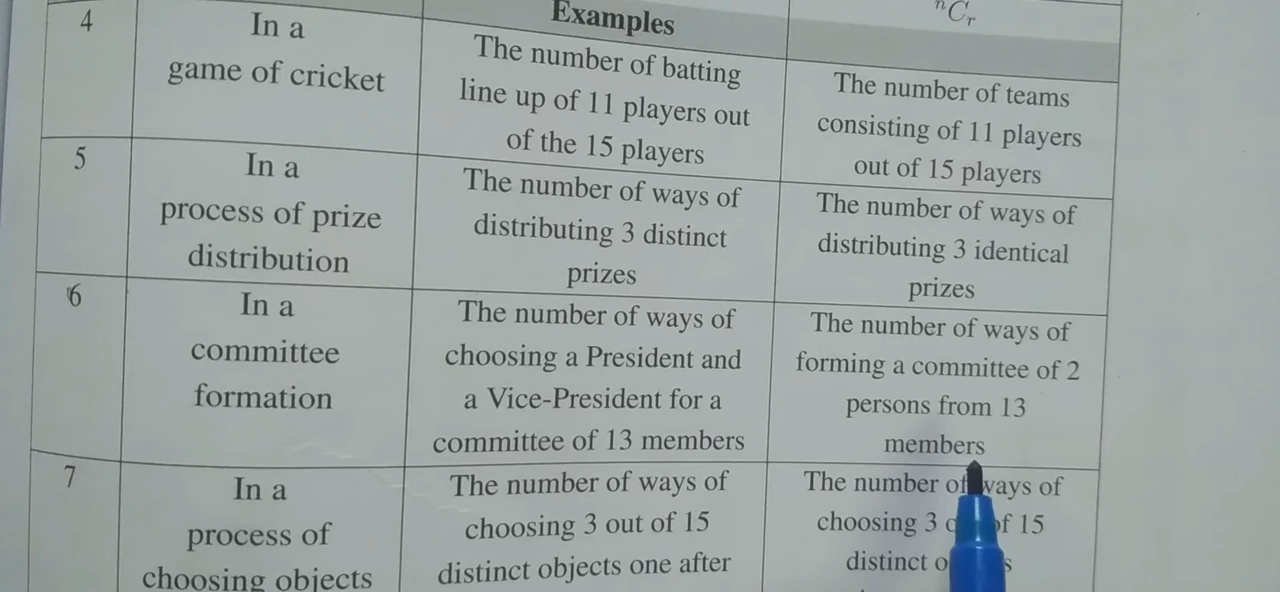 Examples
ⁿCᵣ
4
In a
game of cricket
The number of batting
line up of 11 players out
of the 15 players
The number of teams
consisting of 11 players
out of 15 players
5
In a
process of prize
distribution
The number of ways of
distributing 3 distinct
prizes
The number of ways of
distributing 3 identical
prizes
6
In a
committee
formation
The number of ways of
choosing a President and
a Vice-President for a
committee of 13 members
The number of ways of
forming a committee of 2
persons from 13
members
7
In a
process of
choosing objects
The number of ways of
choosing 3 out of 15
distinct objects one after
The number of ways of
choosing 3 of 15
distinct